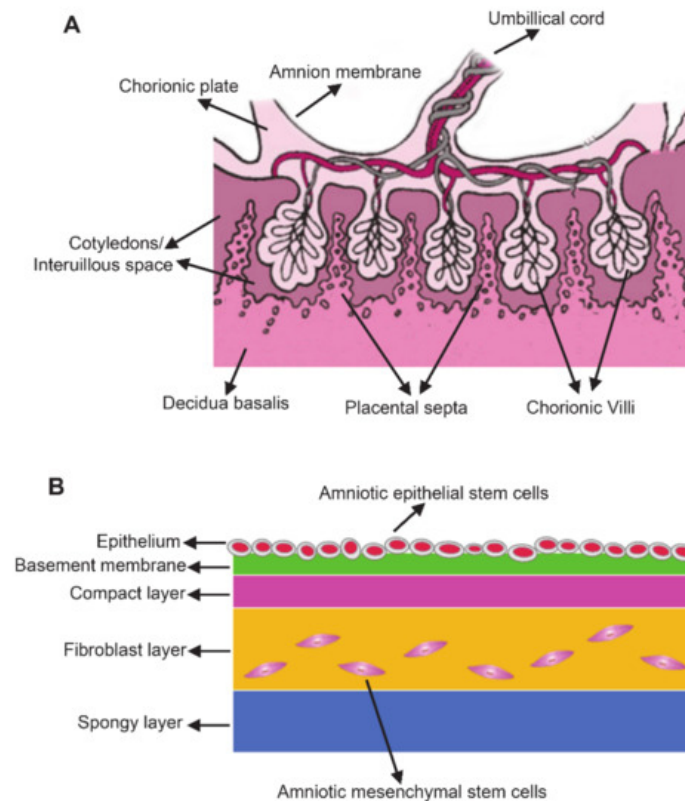 A
Umbillical cord
Amnion membrane
Chorionic plate
Cotyledons/
Interuillous space
Decidua basalis
Placental septa
Chorionic Villi
B
Amniotic epithelial stem cells
Epithelium
Basement membrane
Compact layer
Fibroblast layer
Spongy layer
Amniotic mesenchymal stem cells